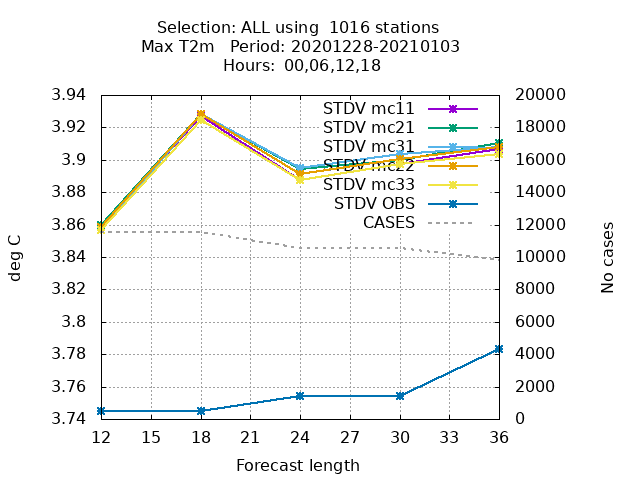 Selection: ALL using  1016 stations
Max T2m   Period: 20201228-20210103
Hours: 00,06,12,18
deg C
No cases
3.94
3.92
3.9
3.88
3.86
3.84
3.82
3.8
3.78
3.76
3.74
20000
18000
16000
14000
12000
10000
8000
6000
4000
2000
0
STDV mc11
STDV mc21
STDV mc31
STDV mc22
STDV mc33
STDV OBS
CASES
12 15 18 21 24 27 30 33 36
Forecast length